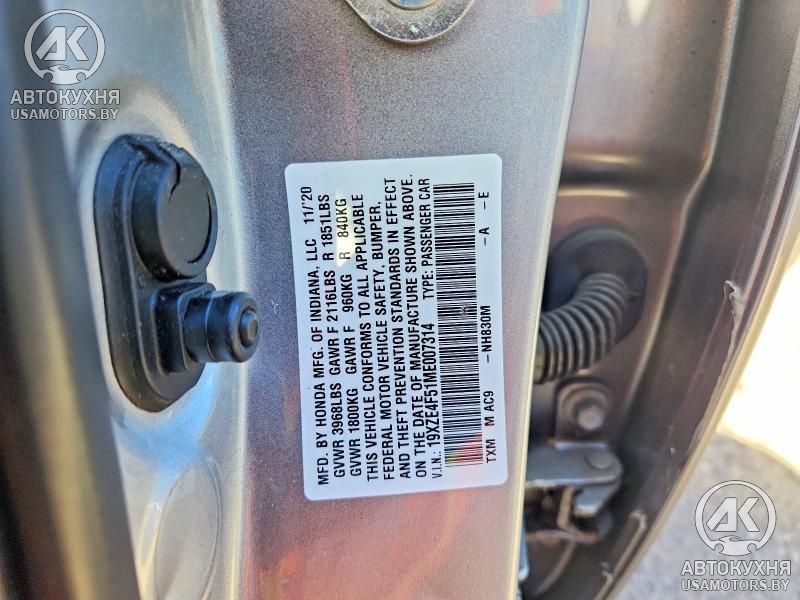 AK
АВТОКУХНЯ
USAMOTORS.BY
MFD. BY HONDA MFG. OF INDIANA, LLC 11/'20
GVWR 3968LBS GAWR F 2116LBS R 1851LBS
GVWR 1800KG GAWR F 960KG R 840KG
THIS VEHICLE CONFORMS TO ALL APPLICABLE
FEDERAL MOTOR VEHICLE SAFETY, BUMPER,
AND THEFT PREVENTION STANDARDS IN EFFECT
ON THE DATE OF MANUFACTURE SHOWN ABOVE.
V.I.N.: 19XZE4F51ME007314 TYPE: PASSENGER CAR
TXM M AC9 -NH830M -A -E
AK
АВТОКУХНЯ
USAMOTORS.BY